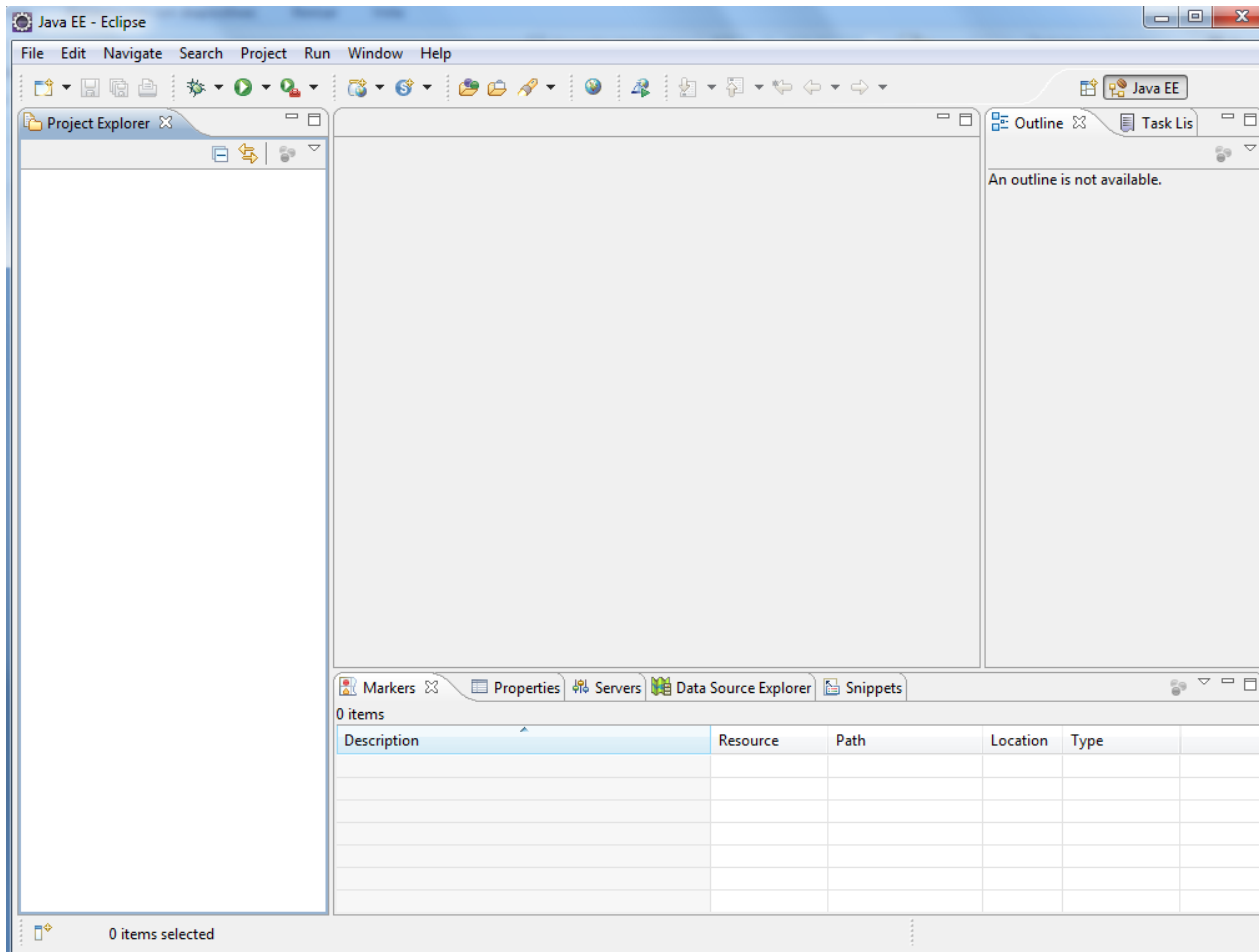 Java EE - Eclipse
File Edit Navigate Search Project Run Window Help
Java EE
Project Explorer
Outline Task Lis
An outline is not available.
Markers Properties Servers Data Source Explorer Snippets
0 items
Description Resource Path Location Type
0 items selected